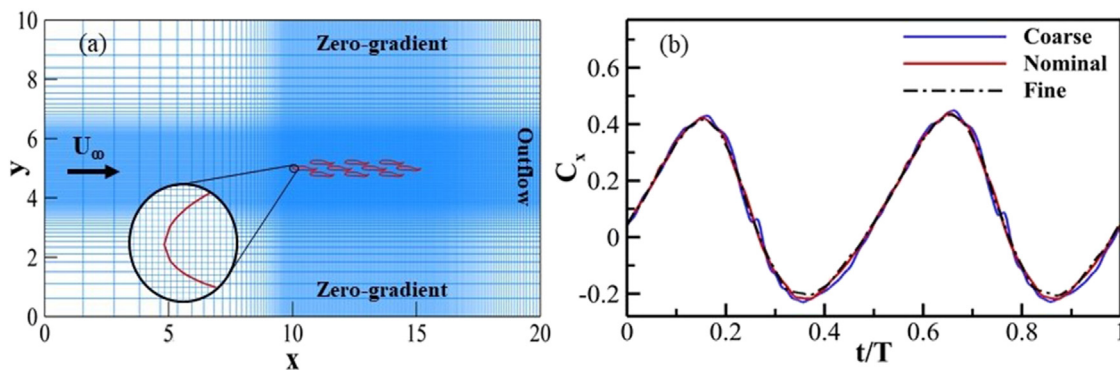 (a)
Zero-gradient
U∞
Outflow
Zero-gradient
10
8
6
4
2
0
y
0
5
10
15
20
x
(b)
Coarse
Nominal
Fine
0.6
0.4
0.2
0
-0.2
Cx
0
0.2
0.4
0.6
0.8
1
t/T